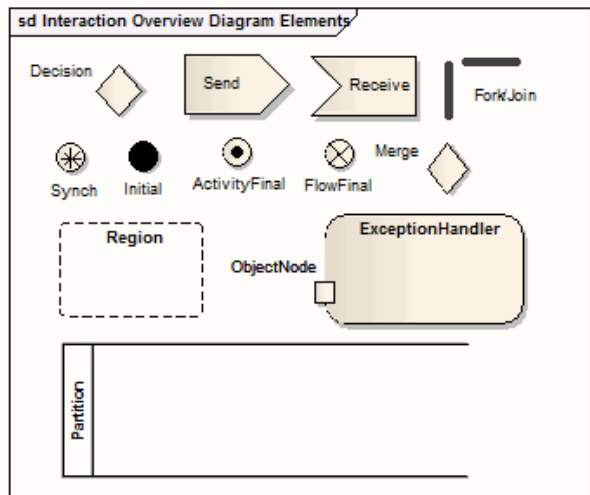 sd Interaction Overview Diagram Elements
Decision
Send
Receive
Fork/Join
Synch
Initial
ActivityFinal
FlowFinal
Merge
Region
ObjectNode
ExceptionHandler
Partition